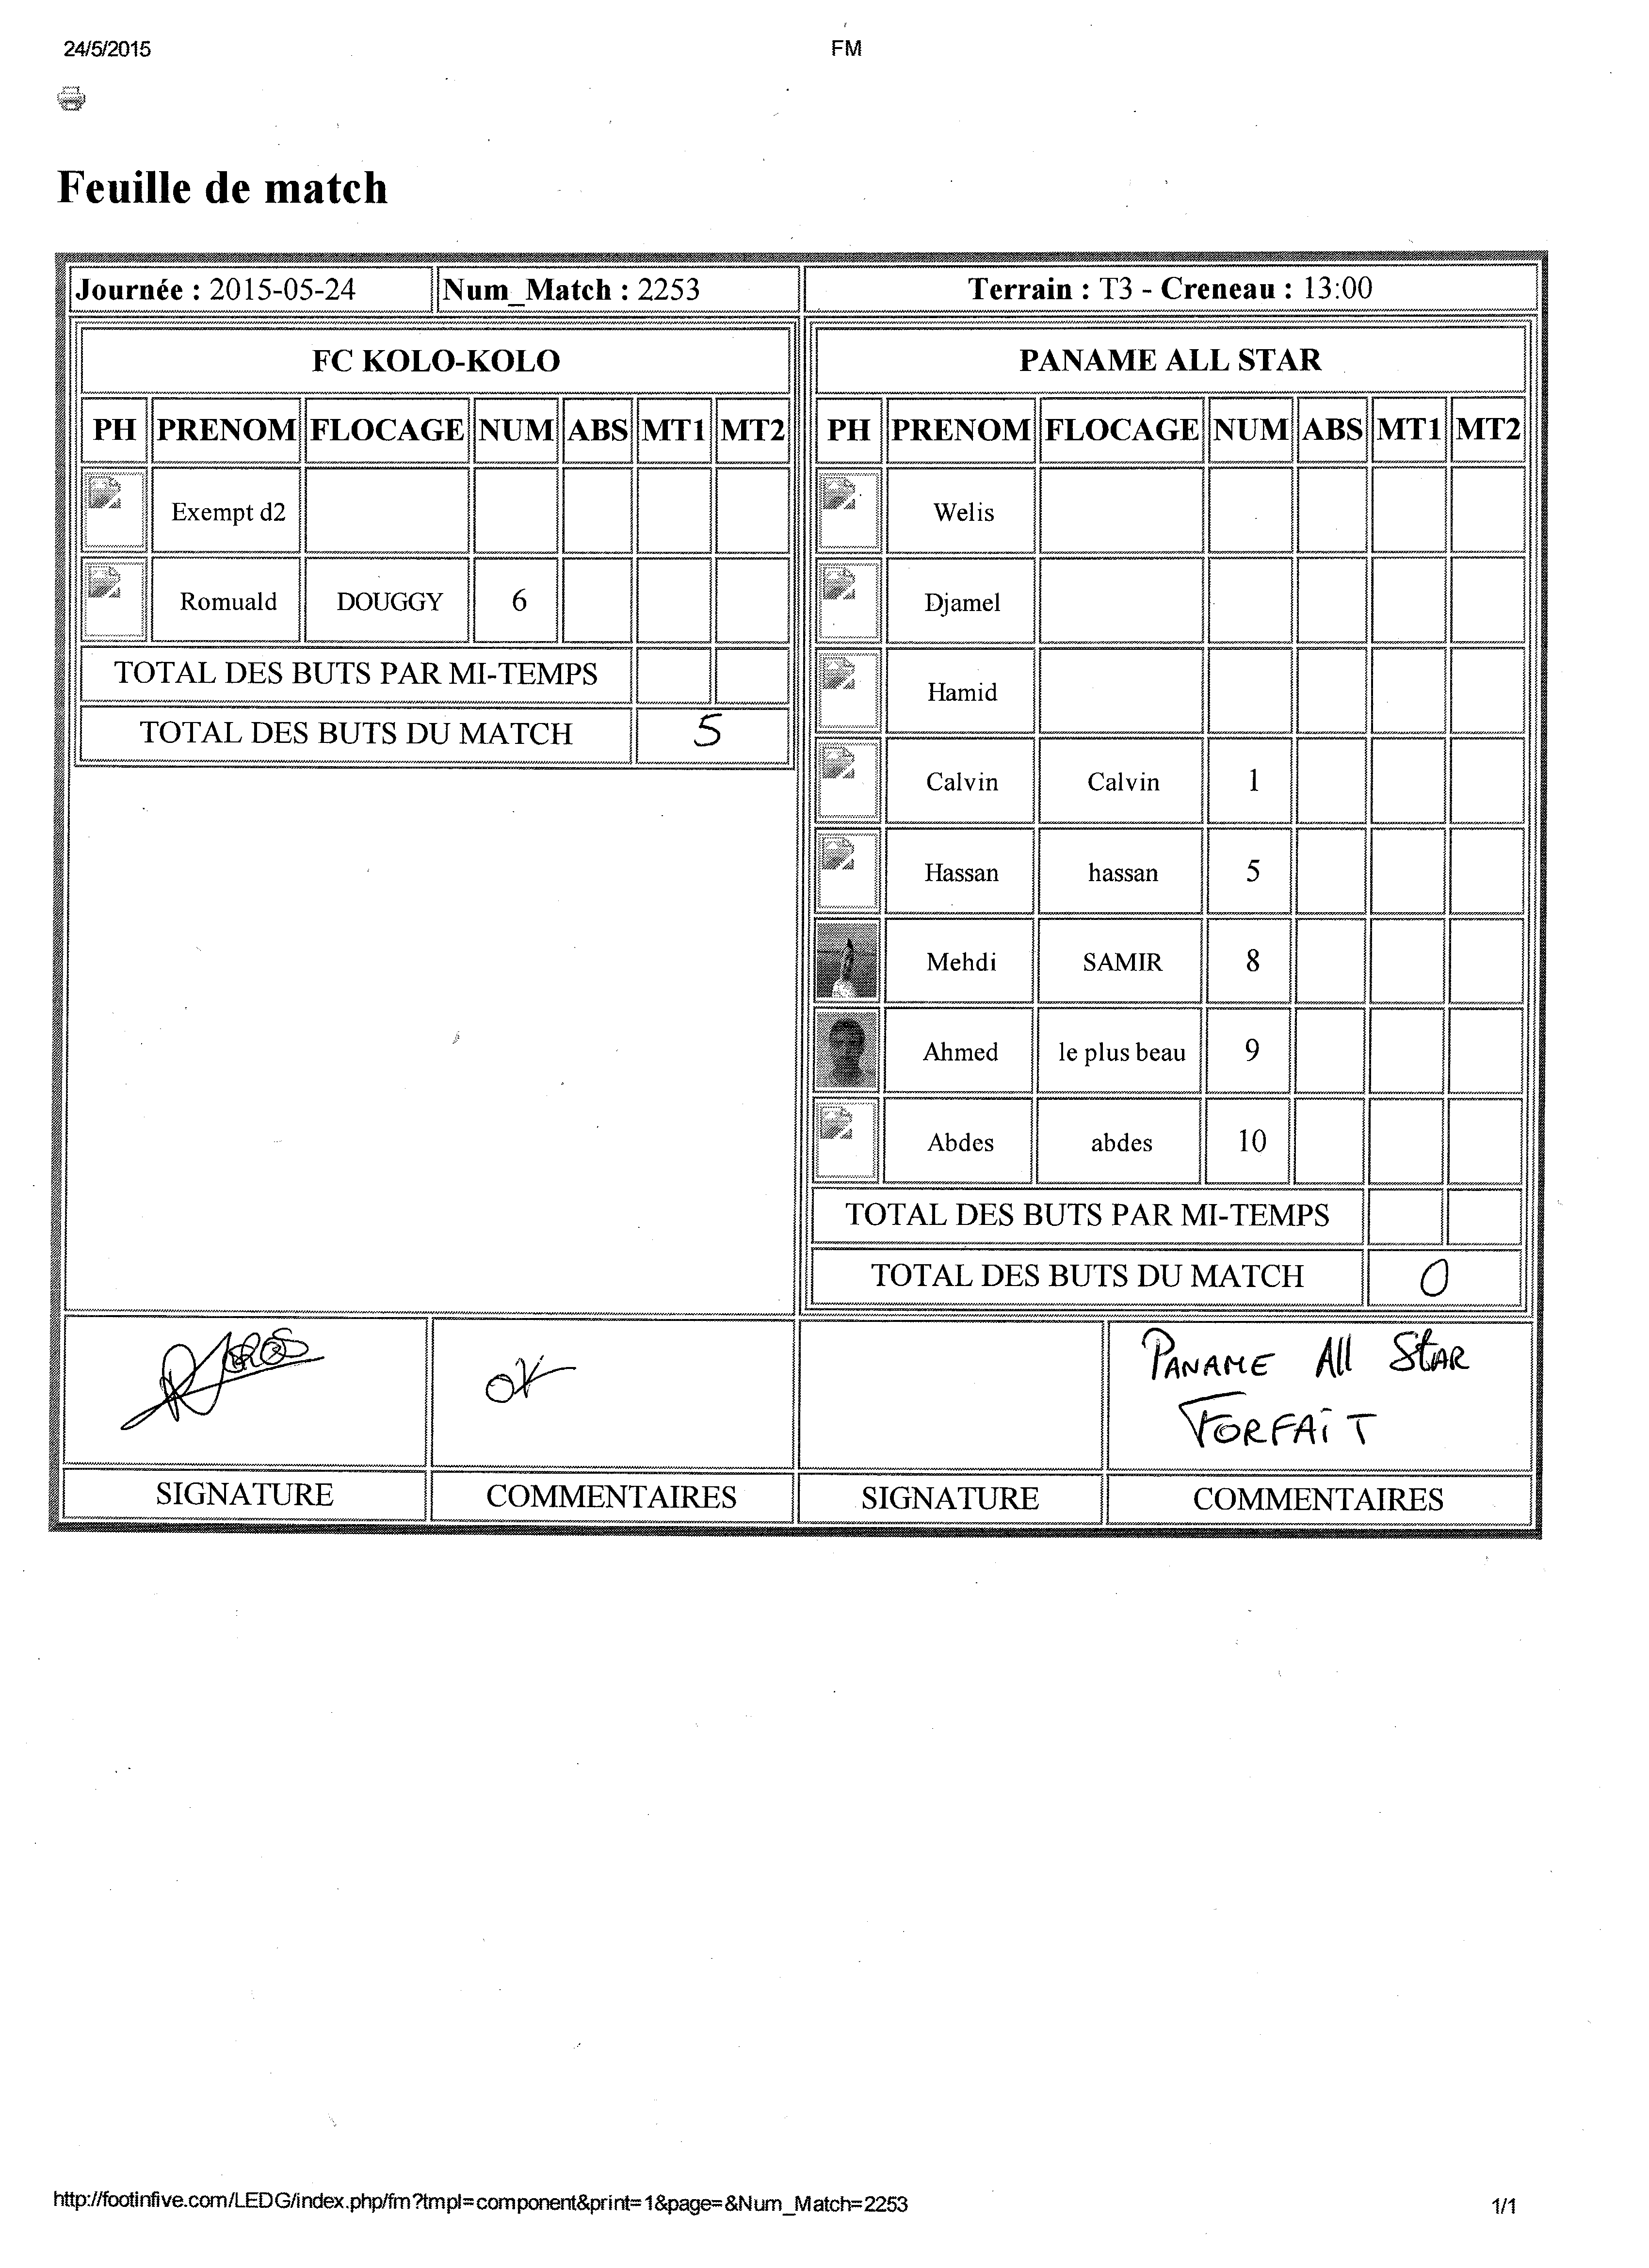 24/5/2015 FM
Feuille de match
Journée : 2015-05-24 Num_Match : 2253 Terrain : T3 - Creneau : 13:00
FC KOLO-KOLO
PH PRENOM FLOCAGE NUM ABS MT1 MT2
Exempt d2
Romuald DOUGGY 6
TOTAL DES BUTS PAR MI-TEMPS
TOTAL DES BUTS DU MATCH 5
PANAME ALL STAR
PH PRENOM FLOCAGE NUM ABS MT1 MT2
Welis
Djamel
Hamid
Calvin Calvin 1
Hassan hassan 5
Mehdi SAMIR 8
Ahmed le plus beau 9
Abdes abdes 10
TOTAL DES BUTS PAR MI-TEMPS
TOTAL DES BUTS DU MATCH 0
ok
PANAME All StAR
FORFAiT
SIGNATURE COMMENTAIRES SIGNATURE COMMENTAIRES
http://footinfive.com/LEDG/index.php/fm?tmpl=component&print=1&page=&Num_Match=2253 1/1